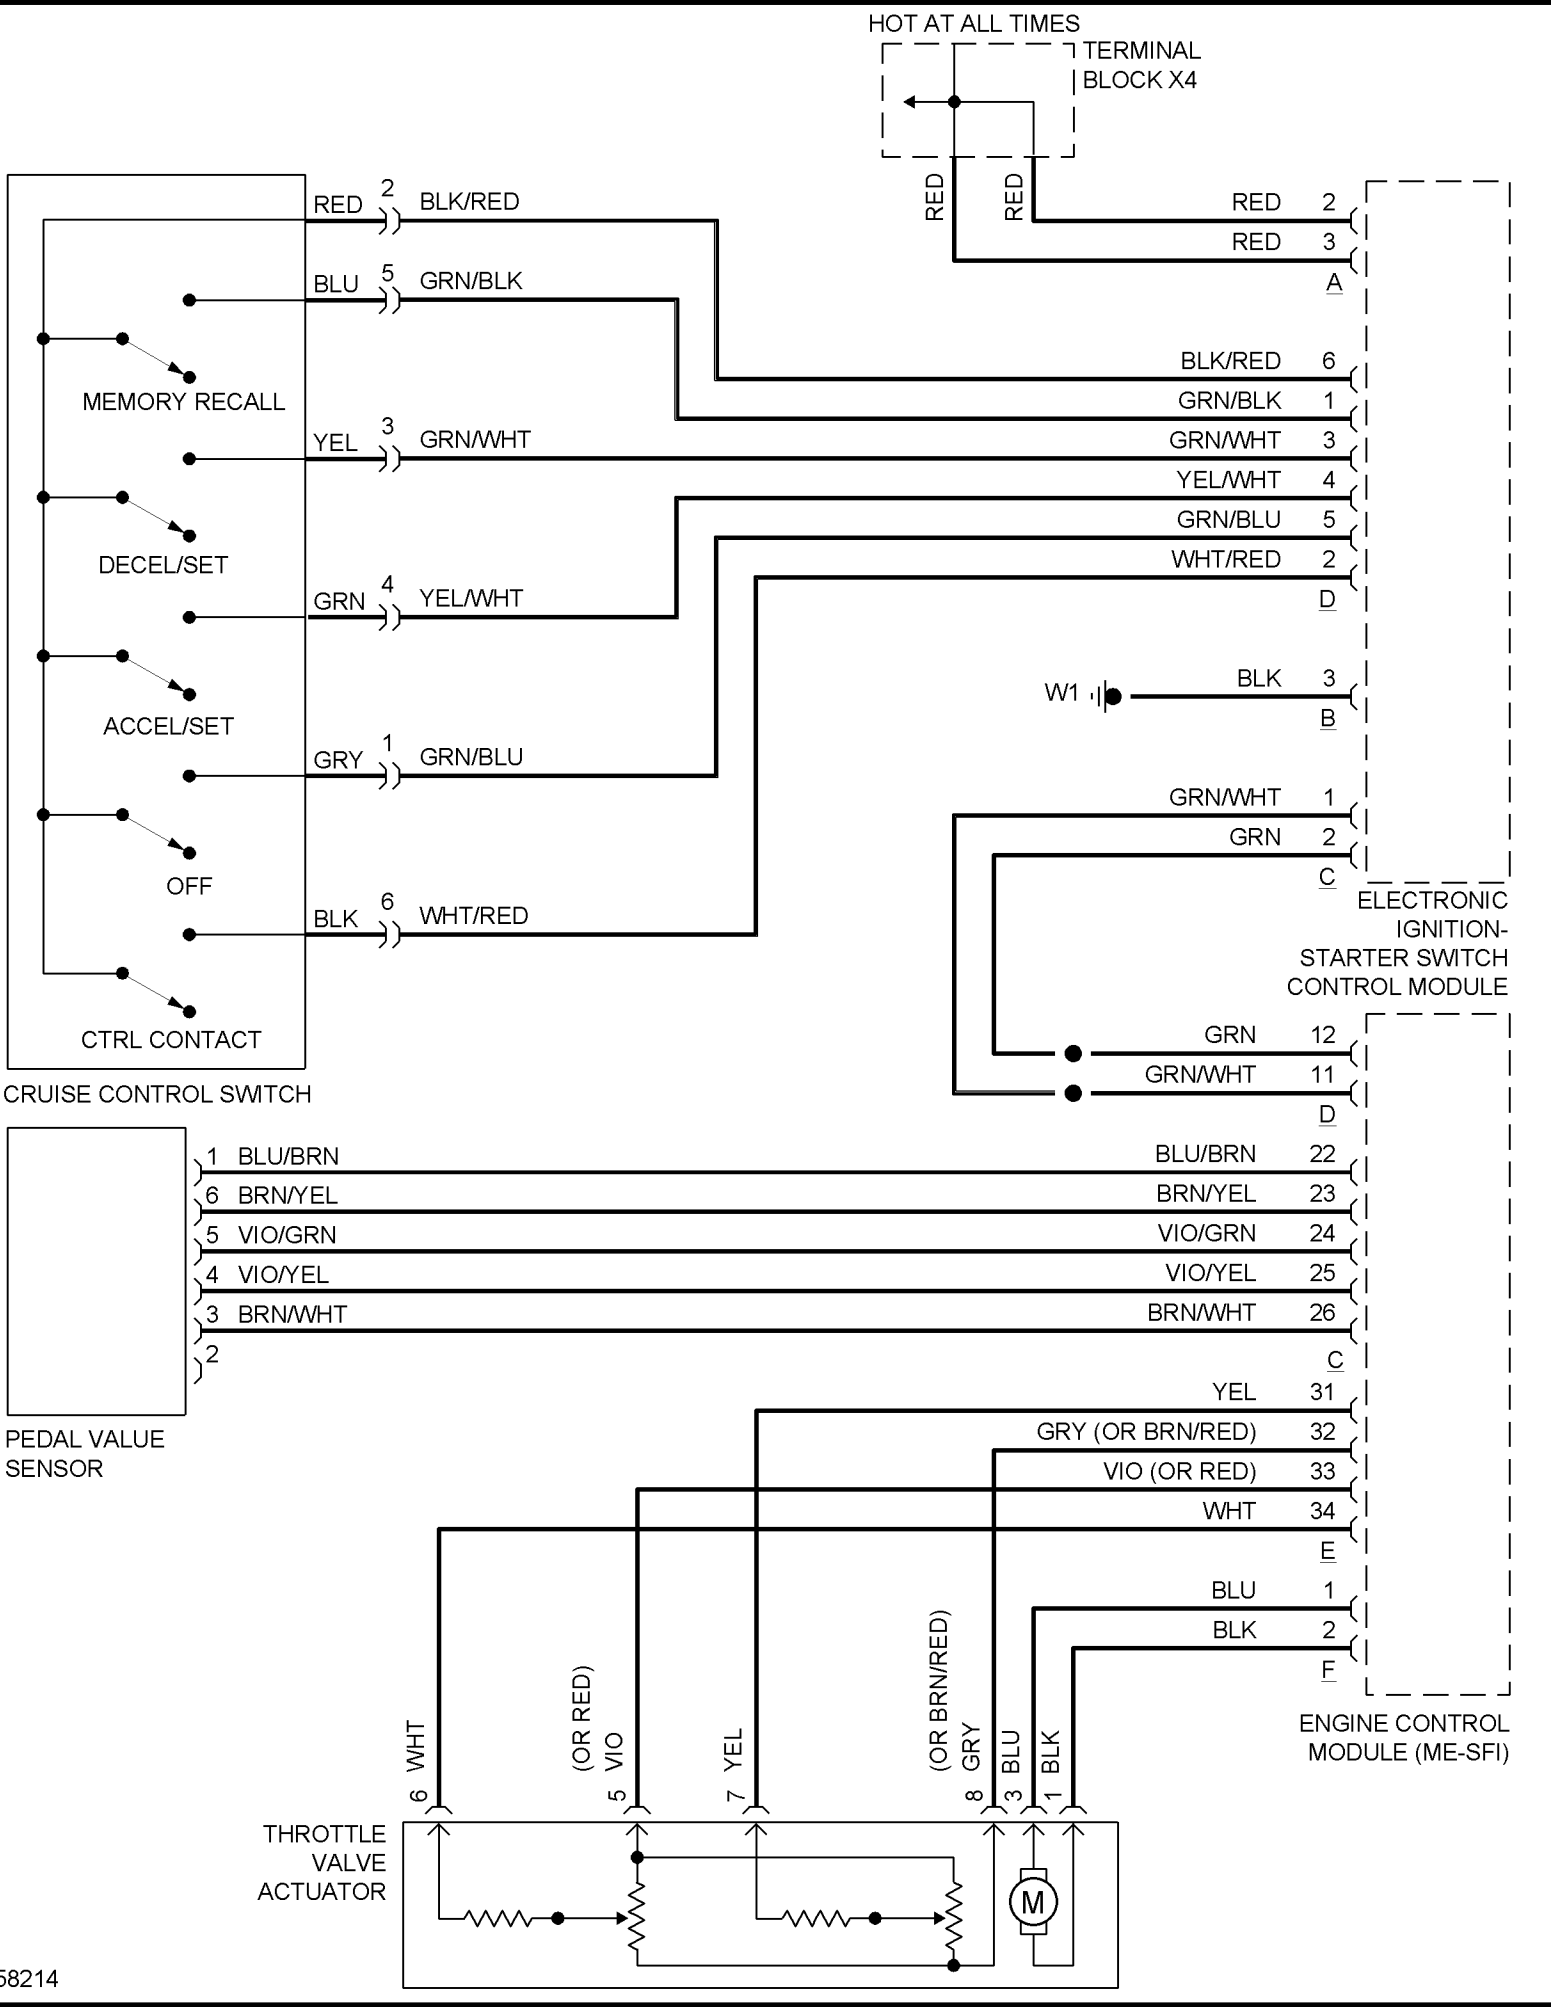 HOT AT ALL TIMES
TERMINAL
BLOCK X4
RED
RED
RED 2
RED 3
A
RED 2 BLK/RED
BLU 5 GRN/BLK
MEMORY RECALL
YEL 3 GRN/WHT
DECEL/SET
GRN 4 YEL/WHT
ACCEL/SET
GRY 1 GRN/BLU
OFF
BLK 6 WHT/RED
CTRL CONTACT
CRUISE CONTROL SWITCH
BLK/RED 6
GRN/BLK 1
GRN/WHT 3
YEL/WHT 4
GRN/BLU 5
WHT/RED 2
D
W1 BLK 3
B
GRN/WHT 1
GRN 2
C
ELECTRONIC
IGNITION-
STARTER SWITCH
CONTROL MODULE
GRN 12
GRN/WHT 11
D
1 BLU/BRN BLU/BRN 22
6 BRN/YEL BRN/YEL 23
5 VIO/GRN VIO/GRN 24
4 VIO/YEL VIO/YEL 25
3 BRN/WHT BRN/WHT 26
2
C
PEDAL VALUE
SENSOR
YEL 31
GRY (OR BRN/RED) 32
VIO (OR RED) 33
WHT 34
E
BLU 1
BLK 2
F
ENGINE CONTROL
MODULE (ME-SFI)
6 WHT
5 VIO
(OR RED)
7 YEL
8 GRY
(OR BRN/RED)
3 BLU
1 BLK
THROTTLE
VALVE
ACTUATOR
M
58214